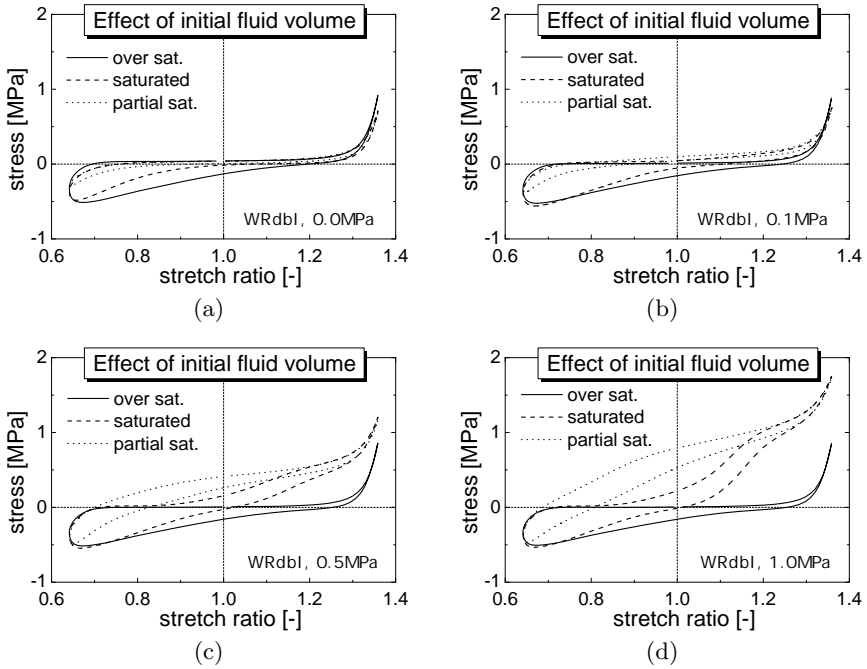 Effect of initial fluid volume
over sat.
saturated
partial sat.
stress [MPa]
2
1
0
-1
WRdbl, 0.0MPa
0.6 0.8 1.0 1.2 1.4
stretch ratio [-]
(a)
Effect of initial fluid volume
over sat.
saturated
partial sat.
stress [MPa]
2
1
0
-1
WRdbl, 0.1MPa
0.6 0.8 1.0 1.2 1.4
stretch ratio [-]
(b)
Effect of initial fluid volume
over sat.
saturated
partial sat.
stress [MPa]
2
1
0
-1
WRdbl, 0.5MPa
0.6 0.8 1.0 1.2 1.4
stretch ratio [-]
(c)
Effect of initial fluid volume
over sat.
saturated
partial sat.
stress [MPa]
2
1
0
-1
WRdbl, 1.0MPa
0.6 0.8 1.0 1.2 1.4
stretch ratio [-]
(d)